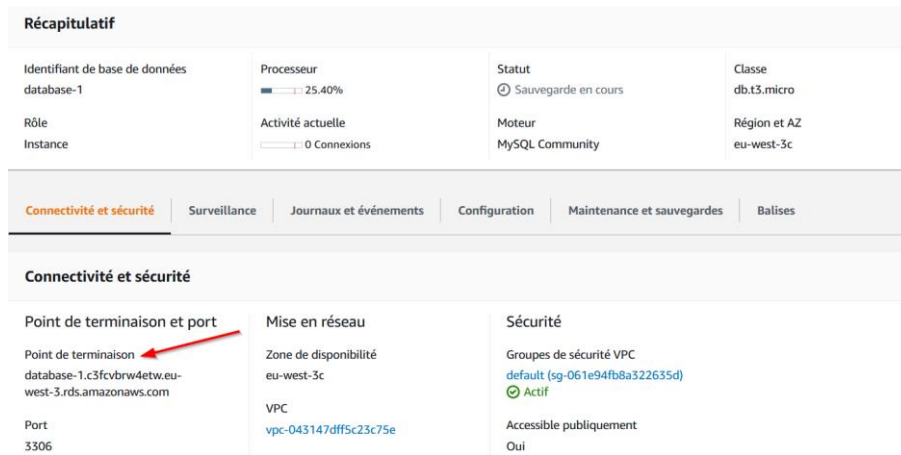 Récapitulatif
Identifiant de base de données
database-1
Processeur
25.40%
Statut
Sauvegarde en cours
Classe
db.t3.micro
Rôle
Instance
Activité actuelle
0 Connexions
Moteur
MySQL Community
Région et AZ
eu-west-3c
Connectivité et sécurité
Surveillance
Journaux et événements
Configuration
Maintenance et sauvegardes
Balises
Connectivité et sécurité
Point de terminaison et port
Point de terminaison
database-1.c3fcvbrw4etw.eu-
west-3.rds.amazonaws.com
Port
3306
Mise en réseau
Zone de disponibilité
eu-west-3c
VPC
vpc-043147dff5c23c75e
Sécurité
Groupes de sécurité VPC
default (sg-061e94fb8a322635d)
Actif
Accessible publiquement
Oui